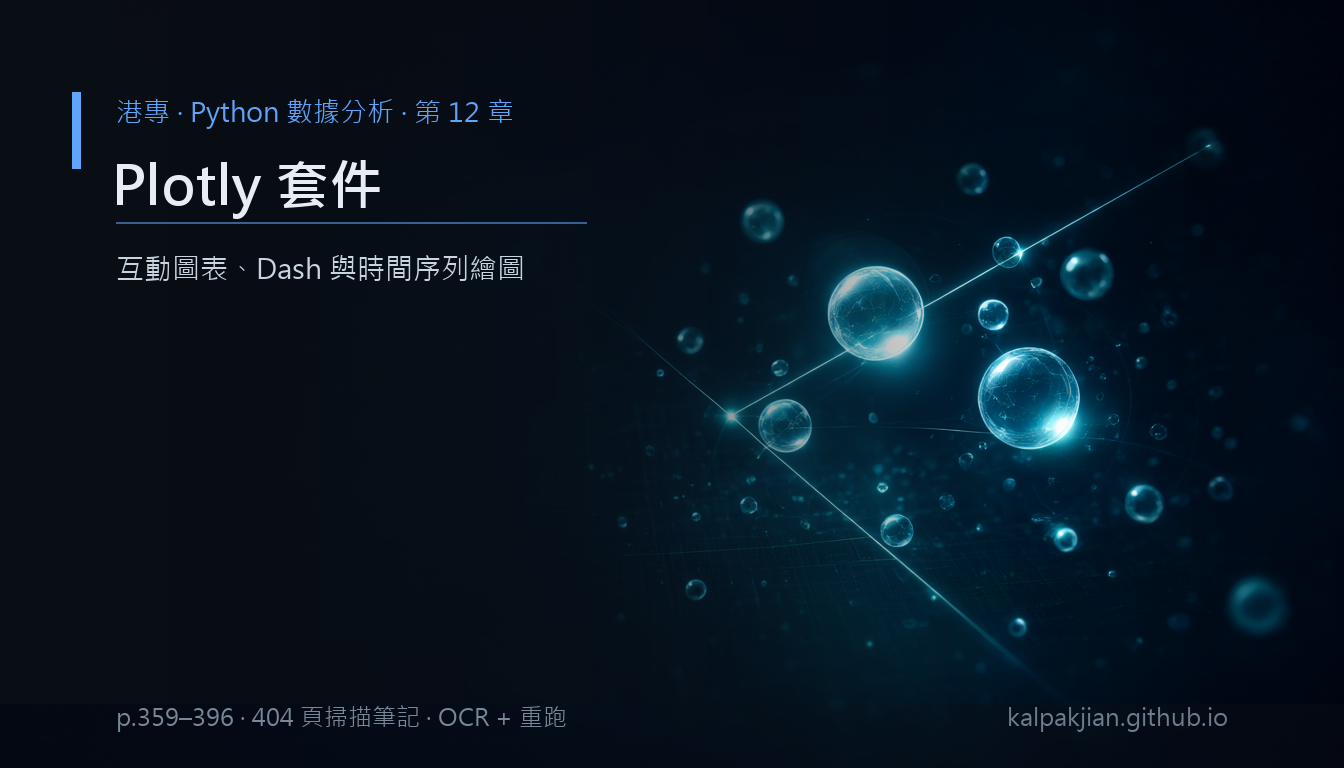 港專 · Python 數據分析 · 第 12 章
Plotly 套件
互動圖表、Dash 與時間序列繪圖
p.359–396 · 404 頁掃描筆記 · OCR + 重跑
kalpakjian.github.io